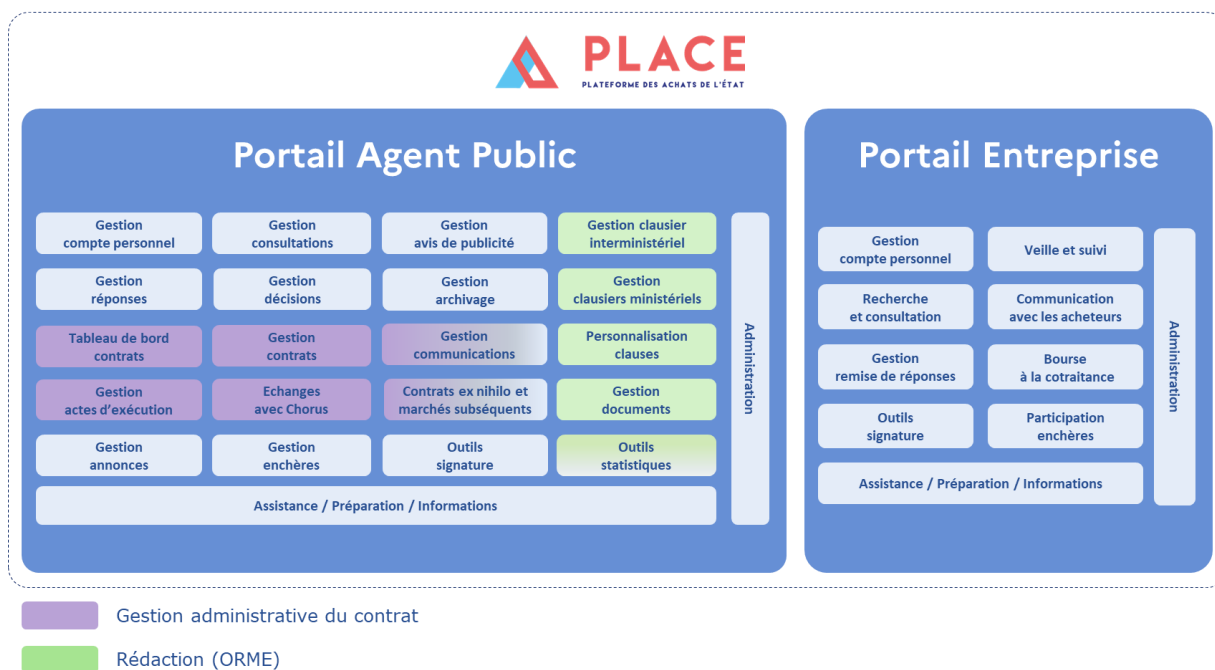 PLACE
PLATEFORME DES ACHATS DE L'ÉTAT
Portail Agent Public
Gestion
compte personnel
Gestion
consultations
Gestion
avis de publicité
Gestion clausier
interministériel
Gestion
réponses
Gestion
décisions
Gestion
archivage
Gestion
clausiers ministériels
Tableau de bord
contrats
Gestion
contrats
Gestion
communications
Personnalisation
clauses
Gestion
actes d'exécution
Echanges
avec Chorus
Contrats ex nihilo et
marchés subséquents
Gestion
documents
Gestion
annonces
Gestion
enchères
Outils
signature
Outils
statistiques
Assistance / Préparation / Informations
Administration
Portail Entreprise
Gestion
compte personnel
Veille et suivi
Recherche
et consultation
Communication
avec les acheteurs
Gestion
remise de réponses
Bourse
à la cotraitance
Outils
signature
Participation
enchères
Assistance / Préparation / Informations
Administration
Gestion administrative du contrat
Rédaction (ORME)